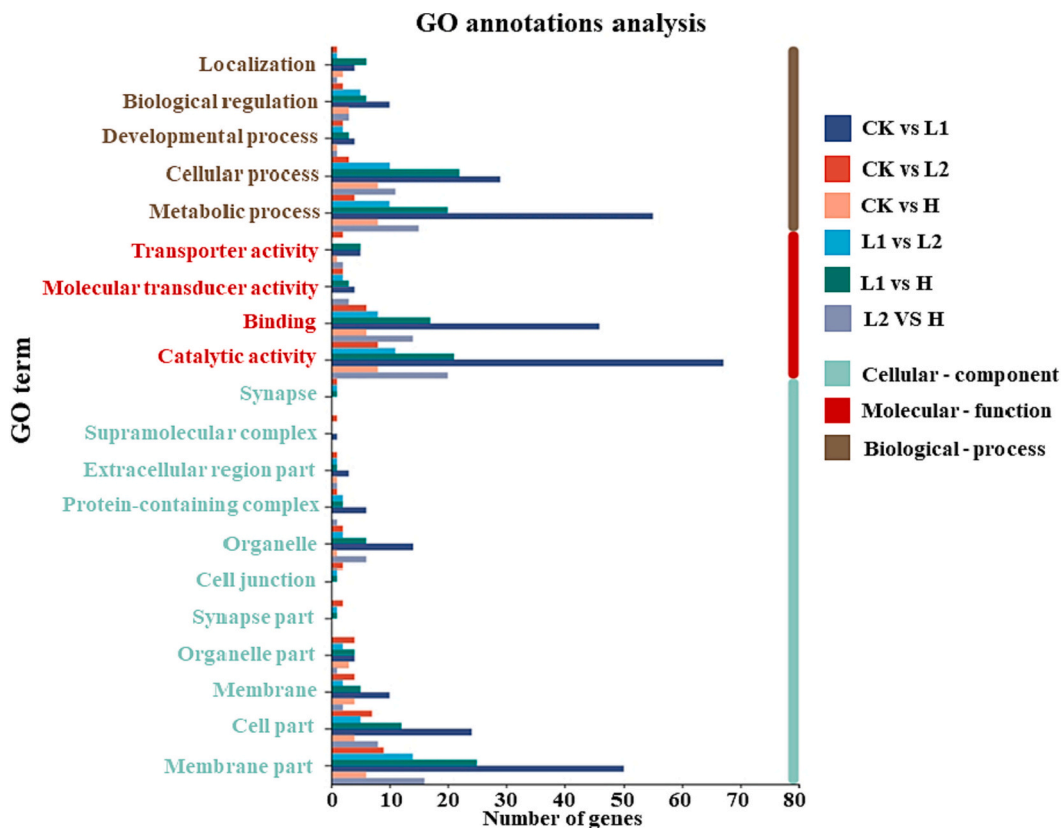 GO annotations analysis
GO term
Localization
Biological regulation
Developmental process
Cellular process
Metabolic process
Transporter activity
Molecular transducer activity
Binding
Catalytic activity
Synapse
Supramolecular complex
Extracellular region part
Protein-containing complex
Organelle
Cell junction
Synapse part
Organelle part
Membrane
Cell part
Membrane part
0 10 20 30 40 50 60 70 80
Number of genes
CK vs L1
CK vs L2
CK vs H
L1 vs L2
L1 vs H
L2 VS H
Cellular - component
Molecular - function
Biological - process